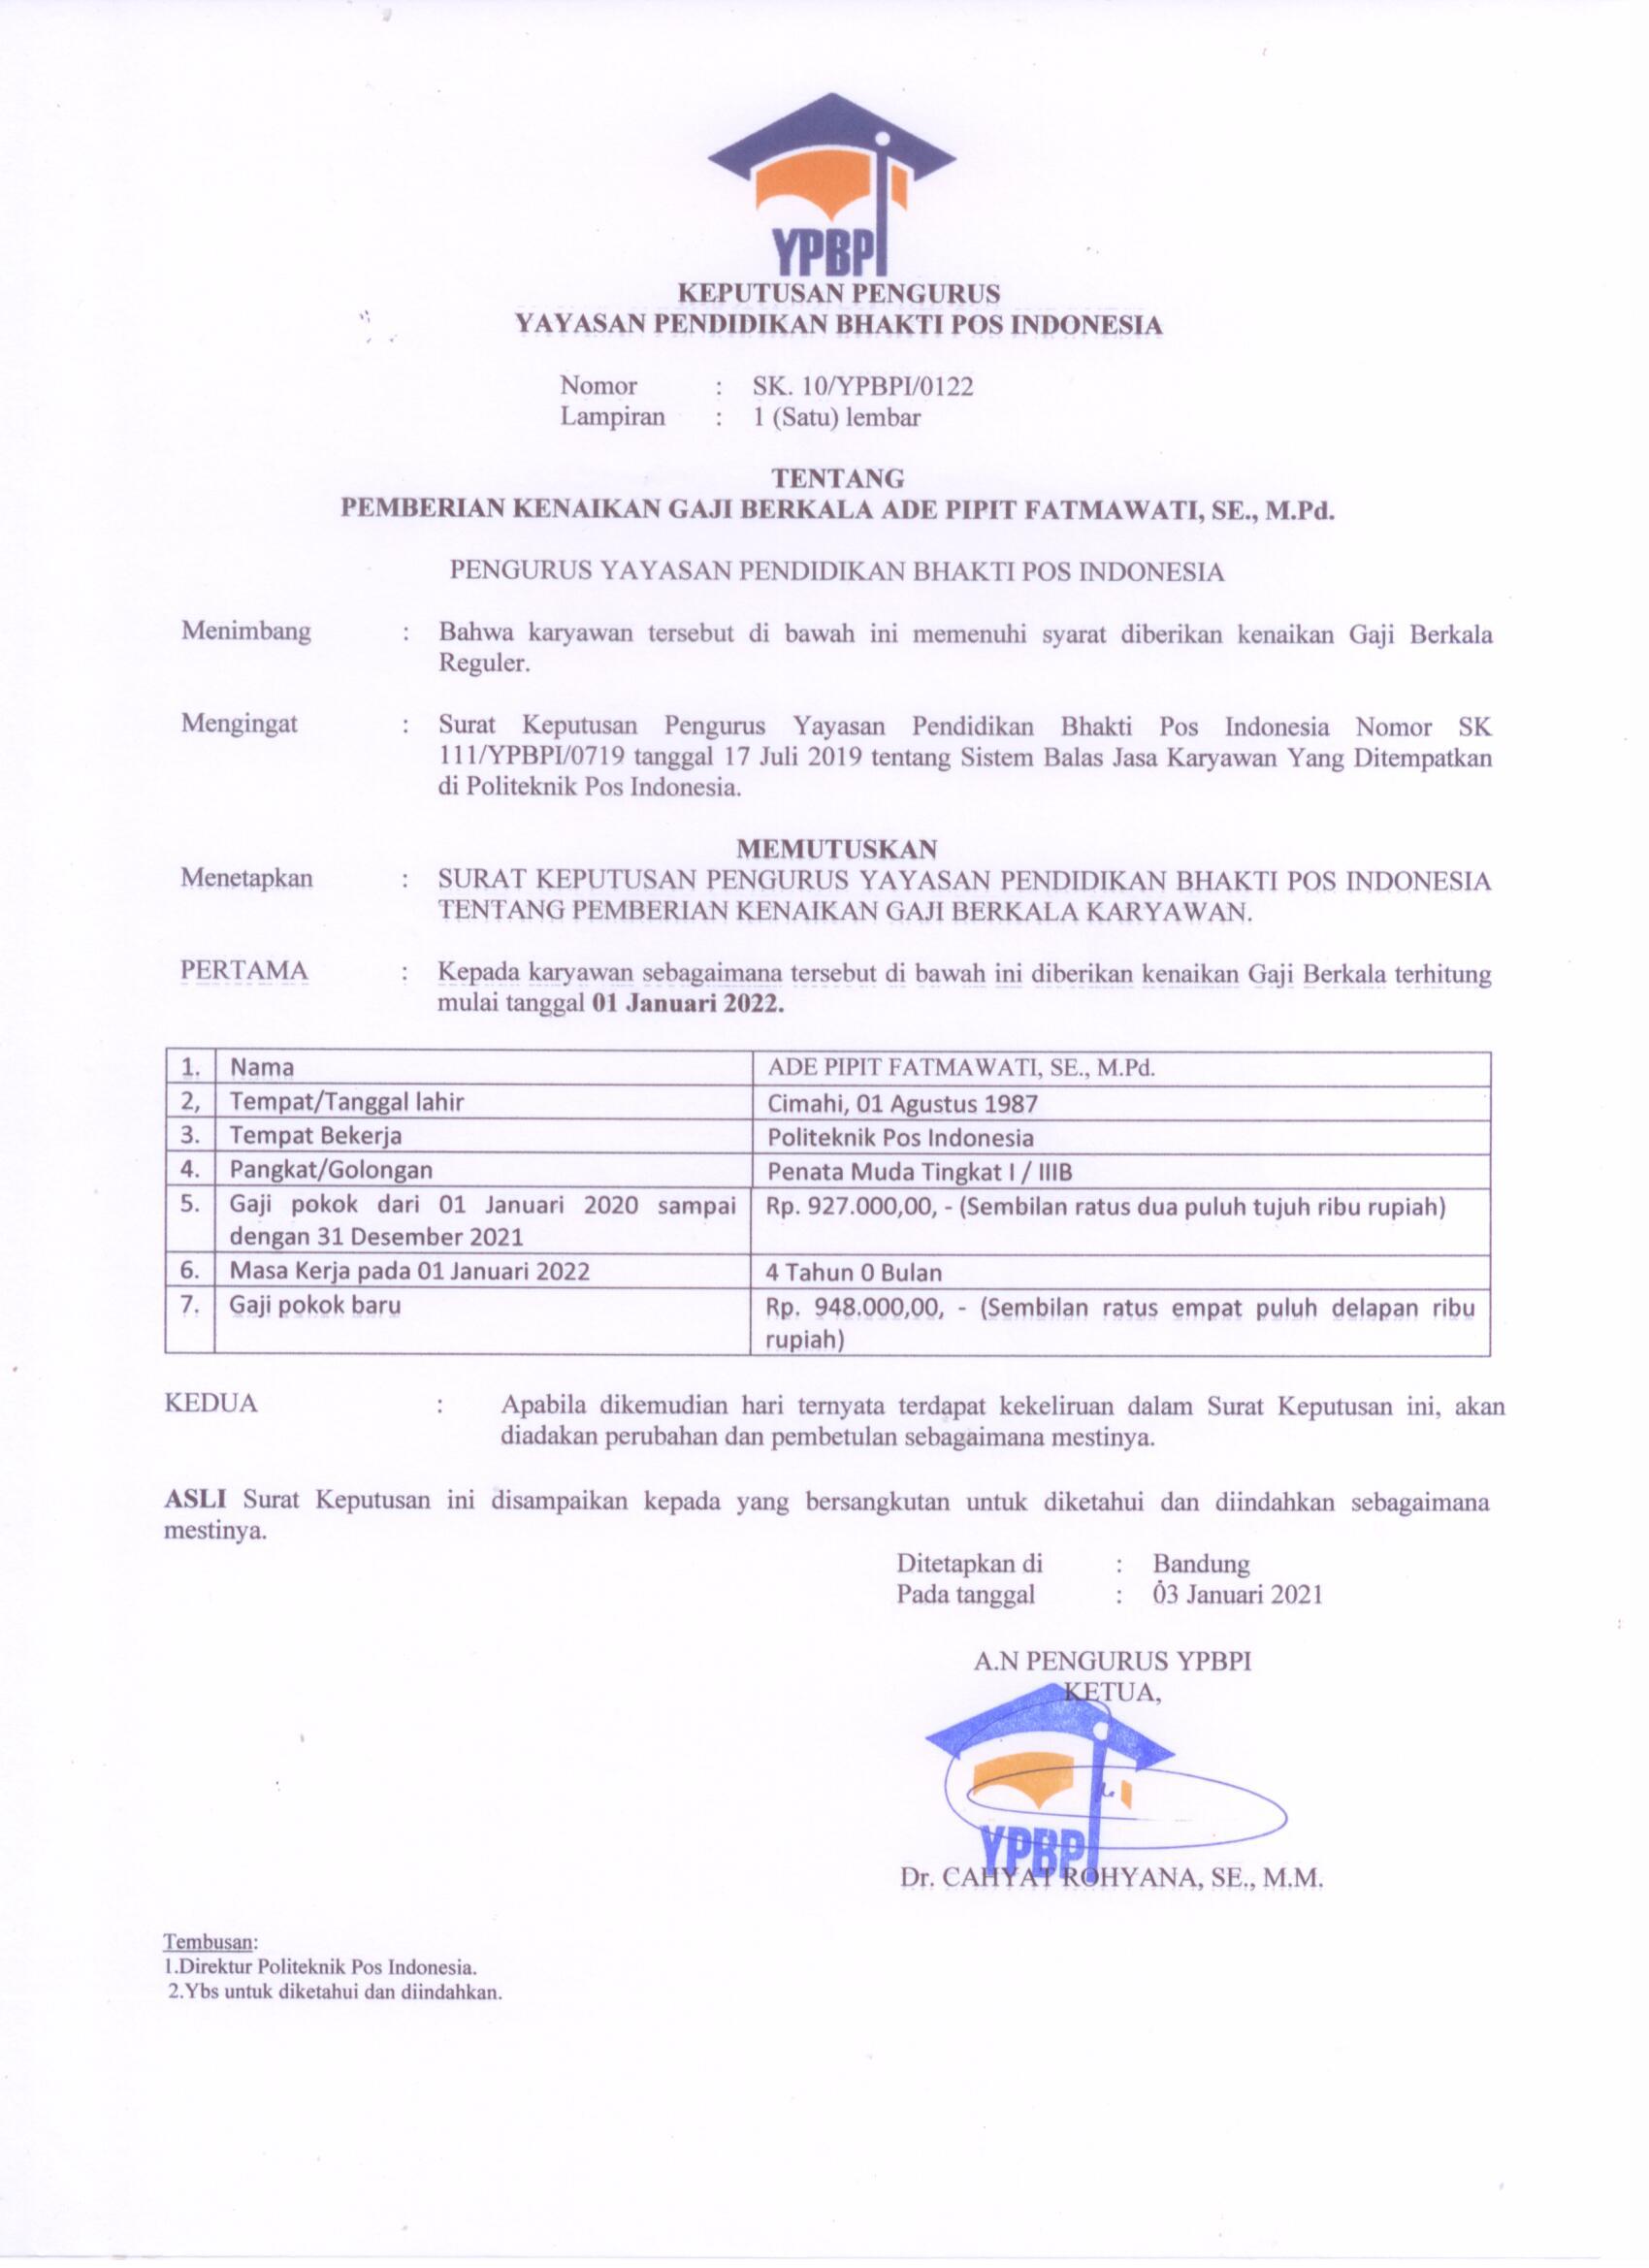 YPBPI
KEPUTUSAN PENGURUS
YAYASAN PENDIDIKAN BHAKTI POS INDONESIA
Nomor : SK. 10/YPBPI/0122
Lampiran : 1 (Satu) lembar
TENTANG
PEMBERIAN KENAIKAN GAJI BERKALA ADE PIPIT FATMAWATI, SE., M.Pd.
PENGURUS YAYASAN PENDIDIKAN BHAKTI POS INDONESIA
Menimbang : Bahwa karyawan tersebut di bawah ini memenuhi syarat diberikan kenaikan Gaji Berkala
Reguler.
Mengingat : Surat Keputusan Pengurus Yayasan Pendidikan Bhakti Pos Indonesia Nomor SK
111/YPBPI/0719 tanggal 17 Juli 2019 tentang Sistem Balas Jasa Karyawan Yang Ditempatkan
di Politeknik Pos Indonesia.
MEMUTUSKAN
Menetapkan : SURAT KEPUTUSAN PENGURUS YAYASAN PENDIDIKAN BHAKTI POS INDONESIA
TENTANG PEMBERIAN KENAIKAN GAJI BERKALA KARYAWAN.
PERTAMA : Kepada karyawan sebagaimana tersebut di bawah ini diberikan kenaikan Gaji Berkala terhitung
mulai tanggal 01 Januari 2022.
1. Nama ADE PIPIT FATMAWATI, SE., M.Pd.
2, Tempat/Tanggal lahir Cimahi, 01 Agustus 1987
3. Tempat Bekerja Politeknik Pos Indonesia
4. Pangkat/Golongan Penata Muda Tingkat I / IIIB
5. Gaji pokok dari 01 Januari 2020 sampai Rp. 927.000,00, - (Sembilan ratus dua puluh tujuh ribu rupiah)
dengan 31 Desember 2021
6. Masa Kerja pada 01 Januari 2022 4 Tahun 0 Bulan
7. Gaji pokok baru Rp. 948.000,00, - (Sembilan ratus empat puluh delapan ribu
rupiah)
KEDUA : Apabila dikemudian hari ternyata terdapat kekeliruan dalam Surat Keputusan ini, akan
diadakan perubahan dan pembetulan sebagaimana mestinya.
ASLI Surat Keputusan ini disampaikan kepada yang bersangkutan untuk diketahui dan diindahkan sebagaimana
mestinya.
Ditetapkan di : Bandung
Pada tanggal : 03 Januari 2021
A.N PENGURUS YPBPI
KETUA,
YPBPI
Dr. CAHYAT ROHYANA, SE., M.M.
Tembusan:
1.Direktur Politeknik Pos Indonesia.
2.Ybs untuk diketahui dan diindahkan.